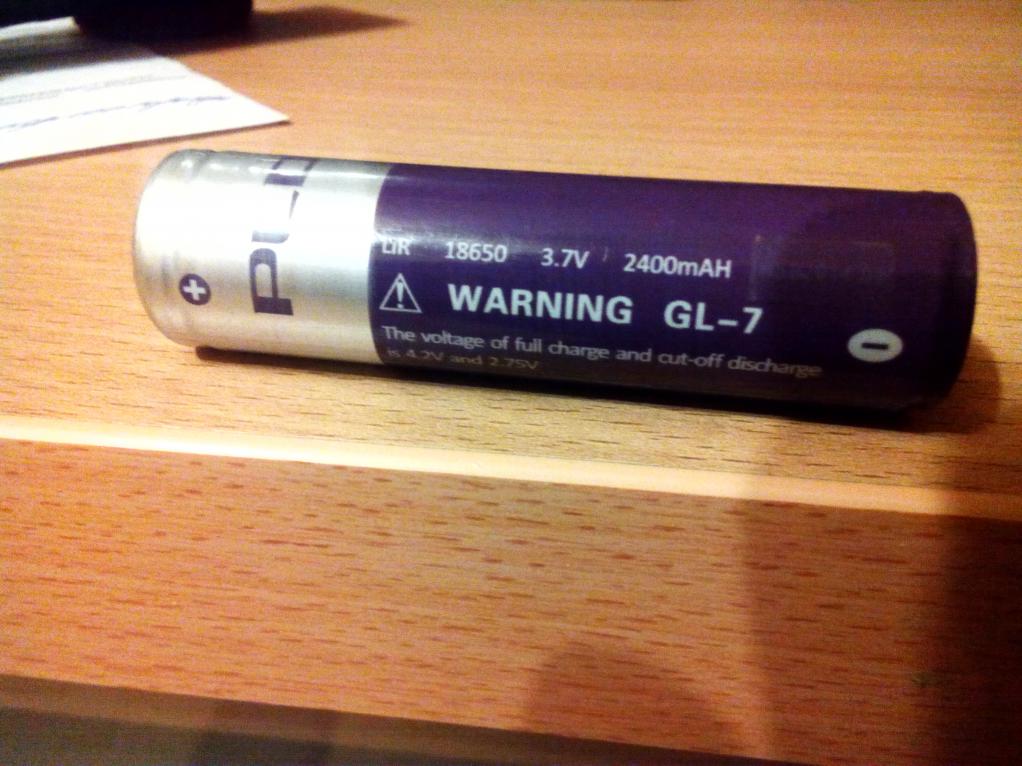 LiR 18650 3.7V 2400mAH
WARNING GL-7
The voltage of full charge and cut-off discharge
is 4.2V and 2.75V
+
-